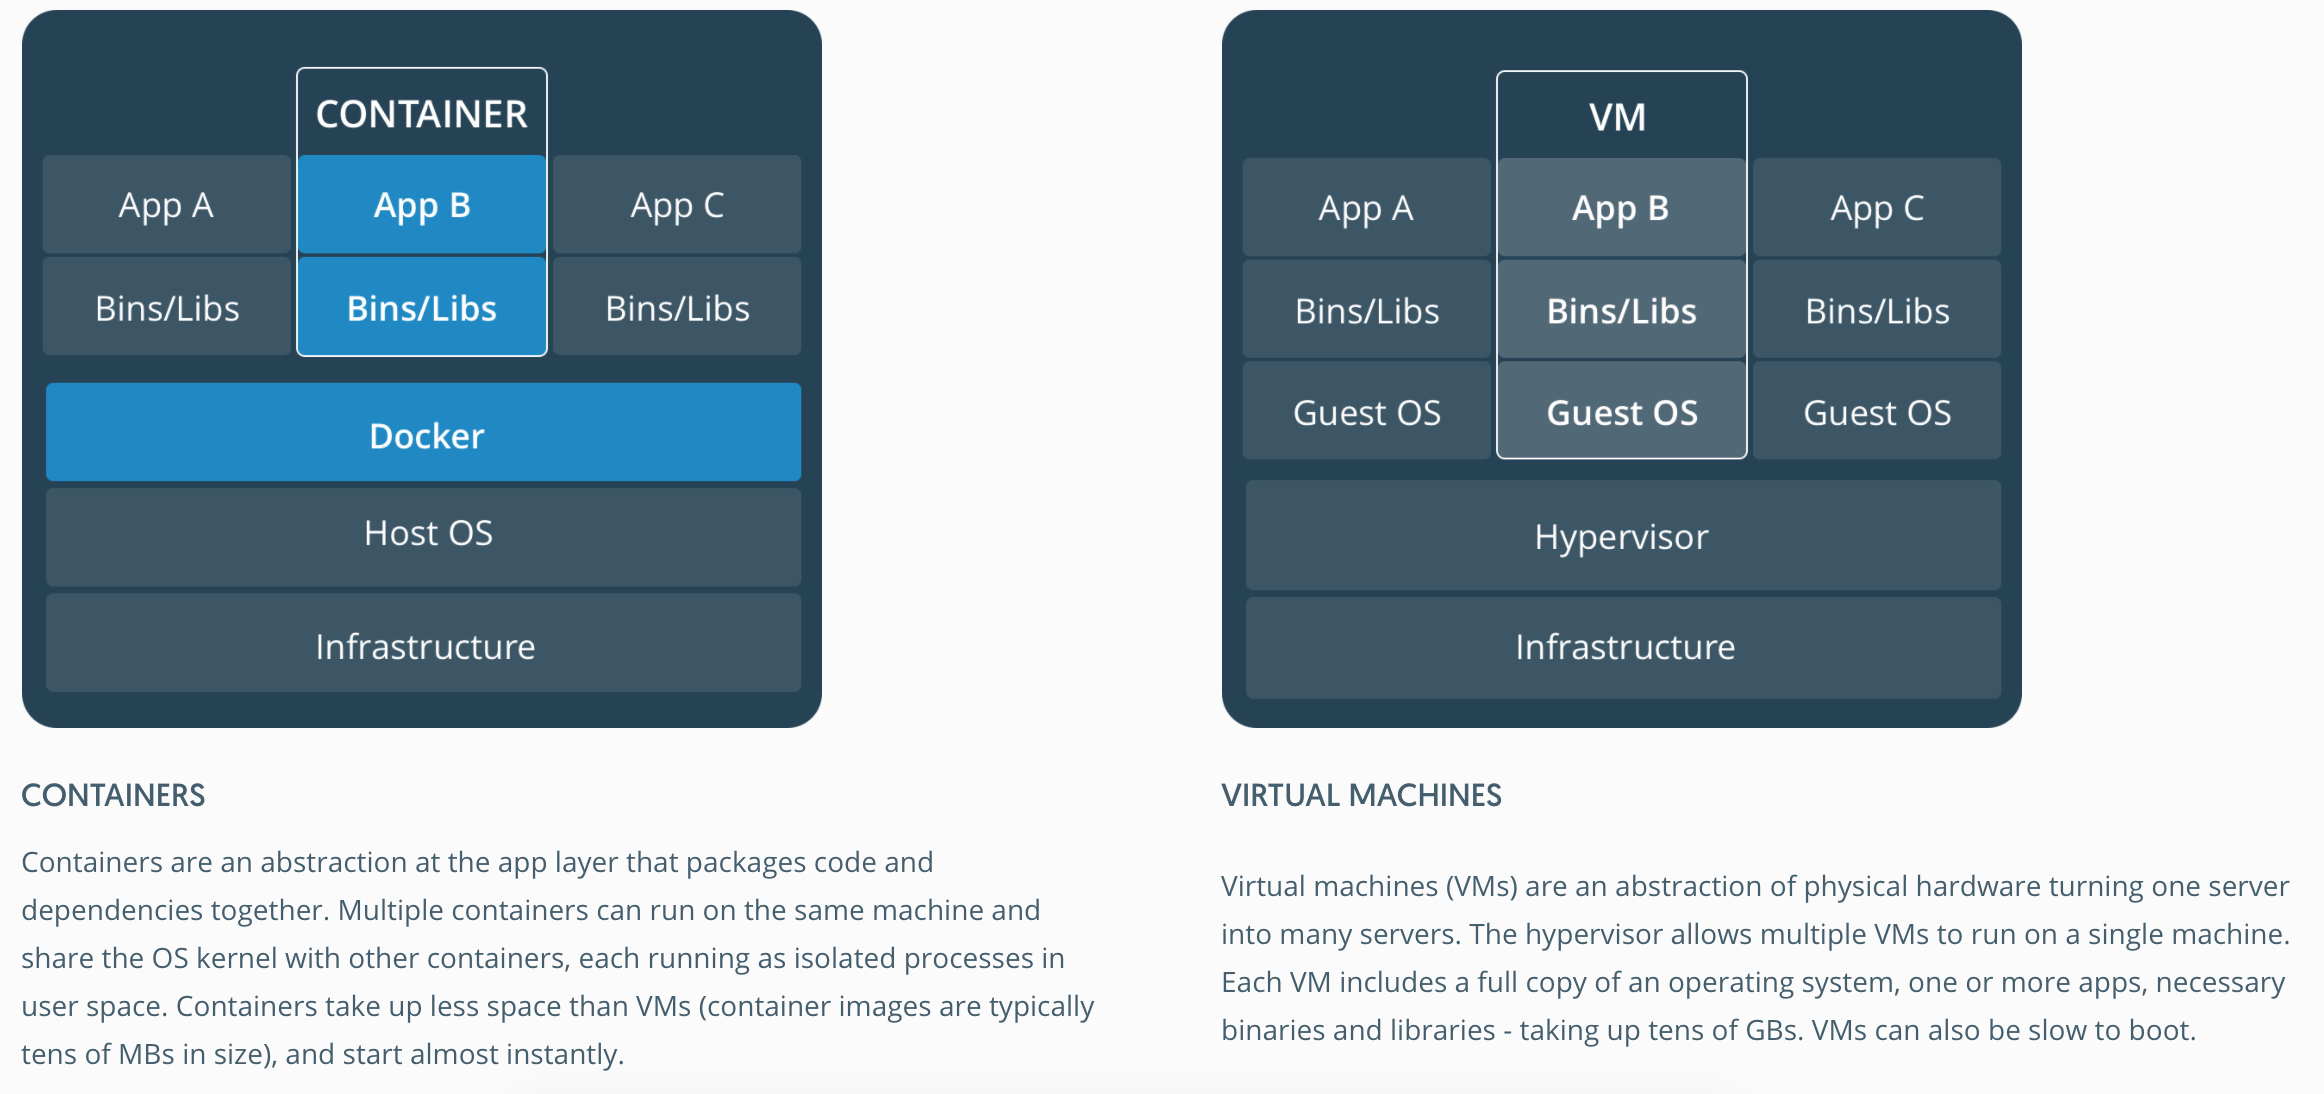 CONTAINER
App A
App B
App C
Bins/Libs
Bins/Libs
Bins/Libs
Docker
Host OS
Infrastructure
CONTAINERS
Containers are an abstraction at the app layer that packages code and
dependencies together. Multiple containers can run on the same machine and
share the OS kernel with other containers, each running as isolated processes in
user space. Containers take up less space than VMs (container images are typically
tens of MBs in size), and start almost instantly.
VM
App A
App B
App C
Bins/Libs
Bins/Libs
Bins/Libs
Guest OS
Guest OS
Guest OS
Hypervisor
Infrastructure
VIRTUAL MACHINES
Virtual machines (VMs) are an abstraction of physical hardware turning one server
into many servers. The hypervisor allows multiple VMs to run on a single machine.
Each VM includes a full copy of an operating system, one or more apps, necessary
binaries and libraries - taking up tens of GBs. VMs can also be slow to boot.